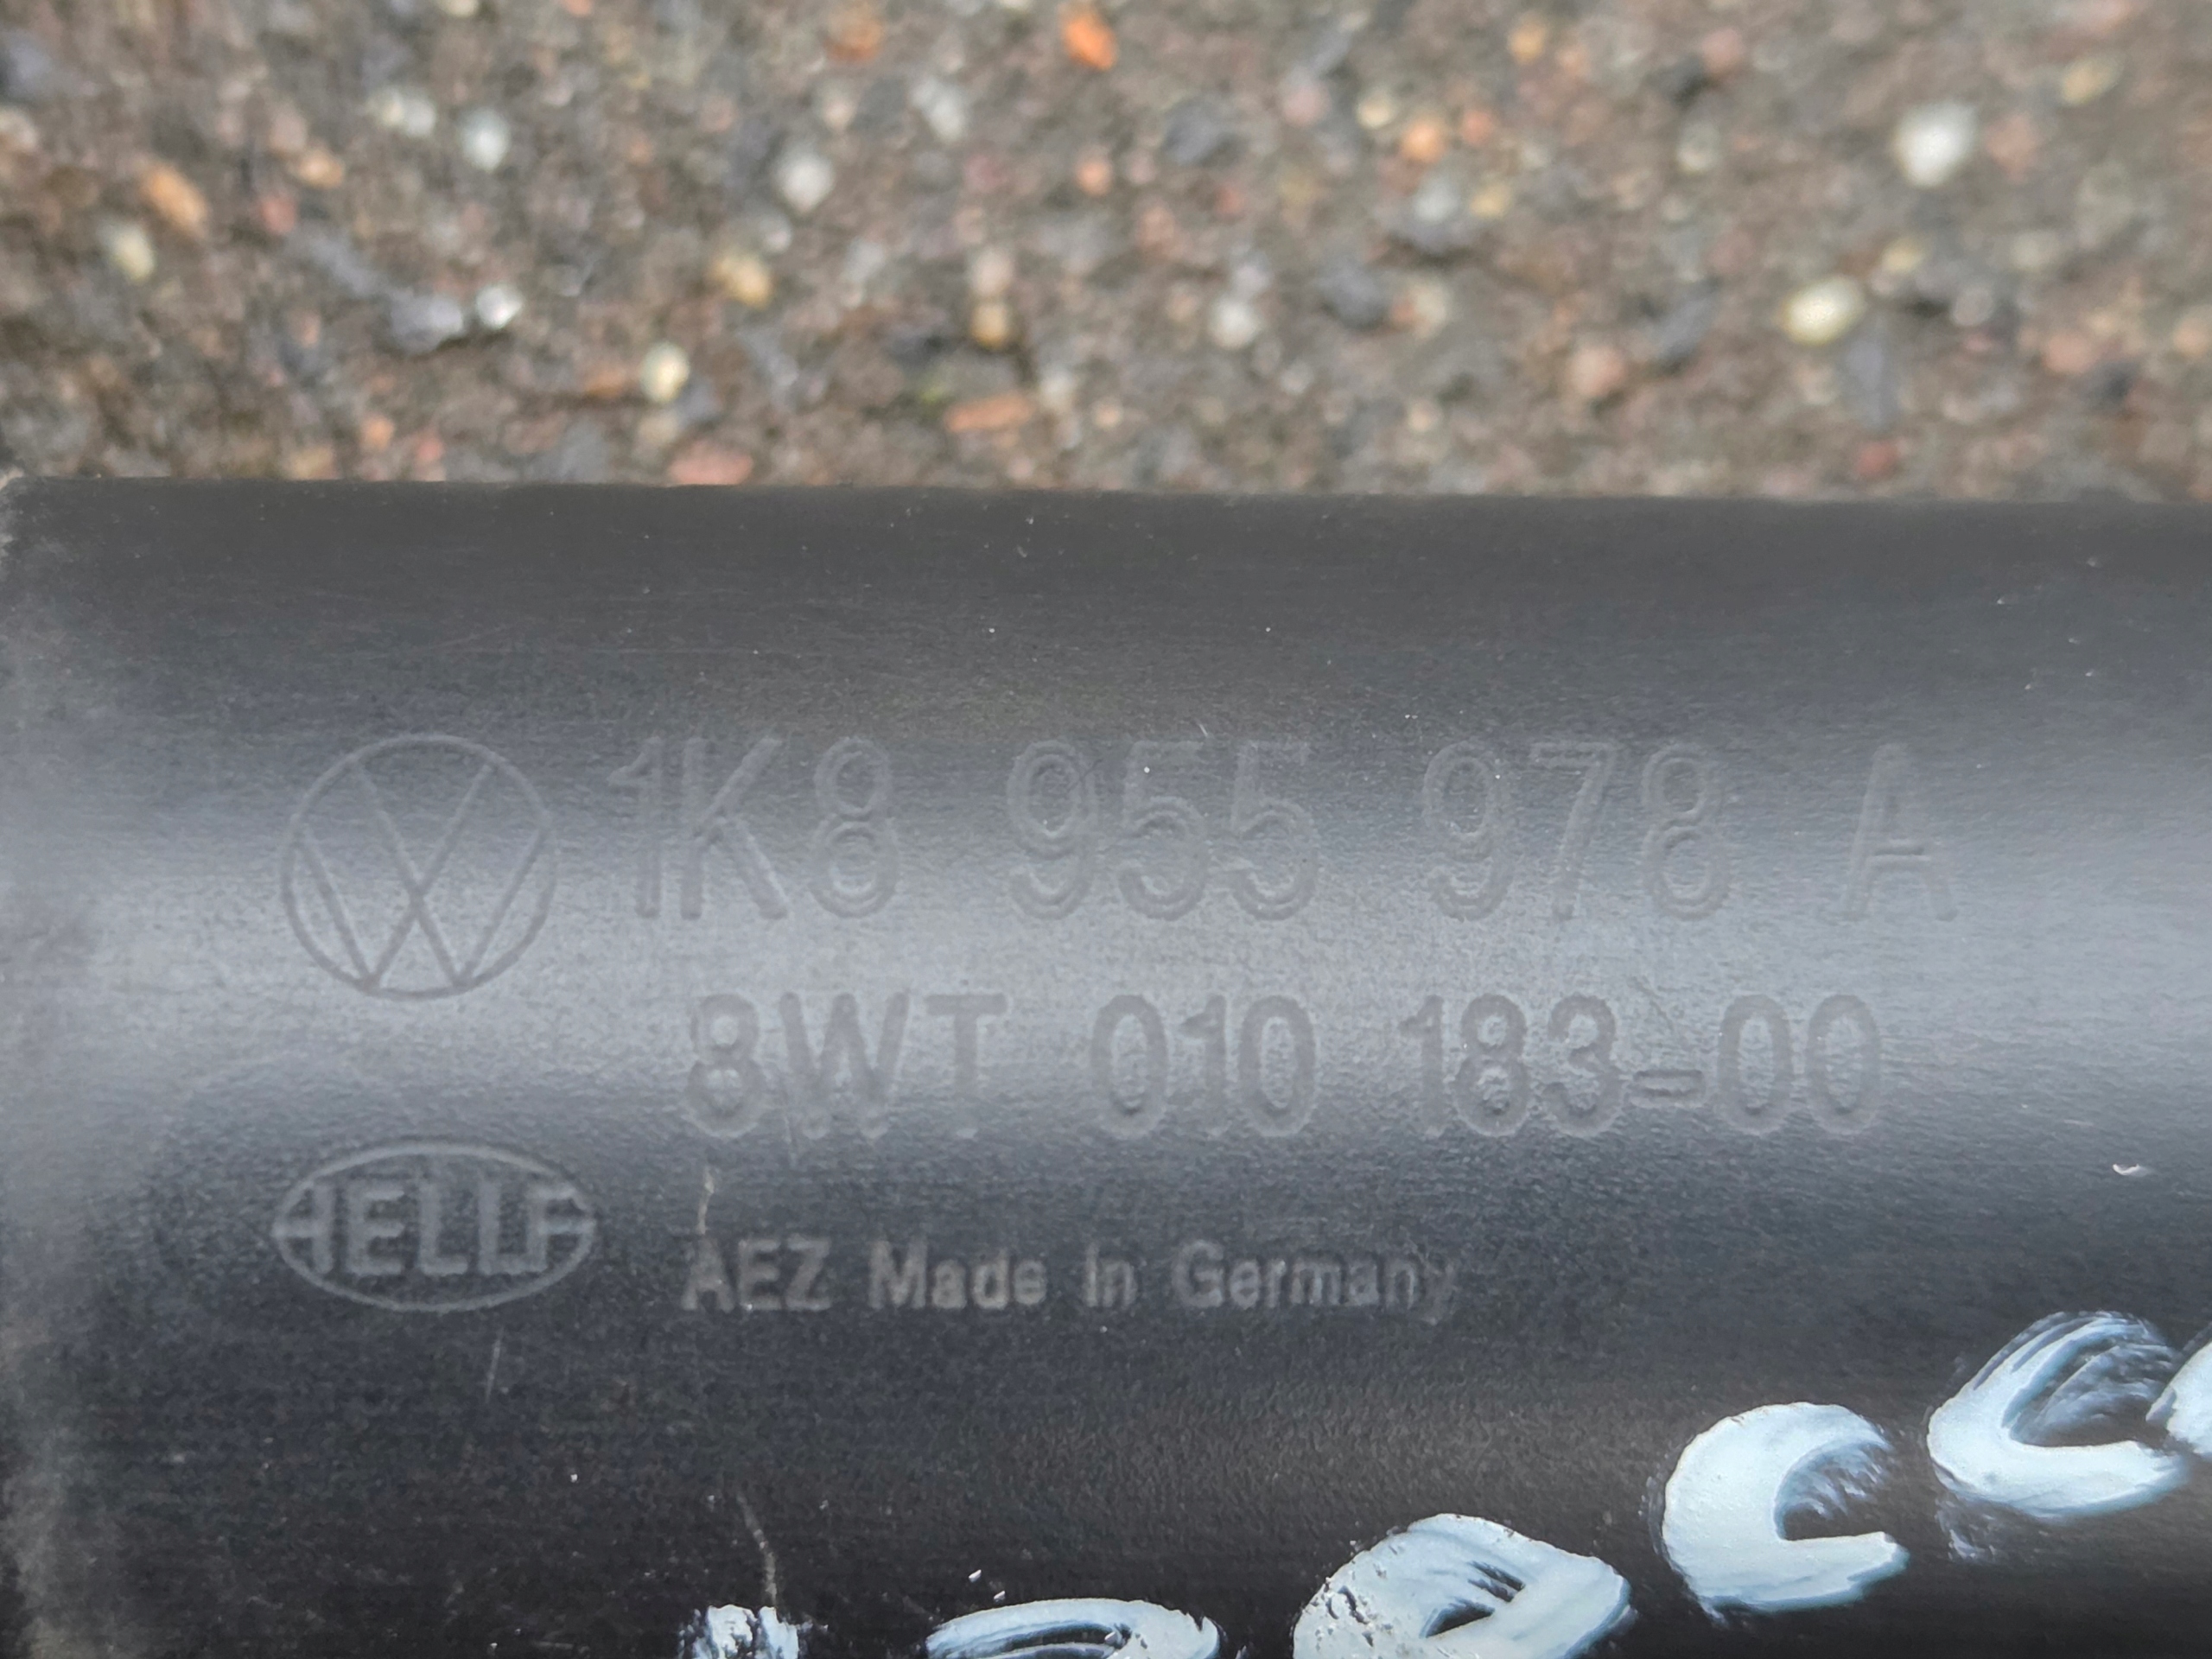 1K8 955 978 A
8WT 010 183-00
HELLA
AEZ Made in Germany